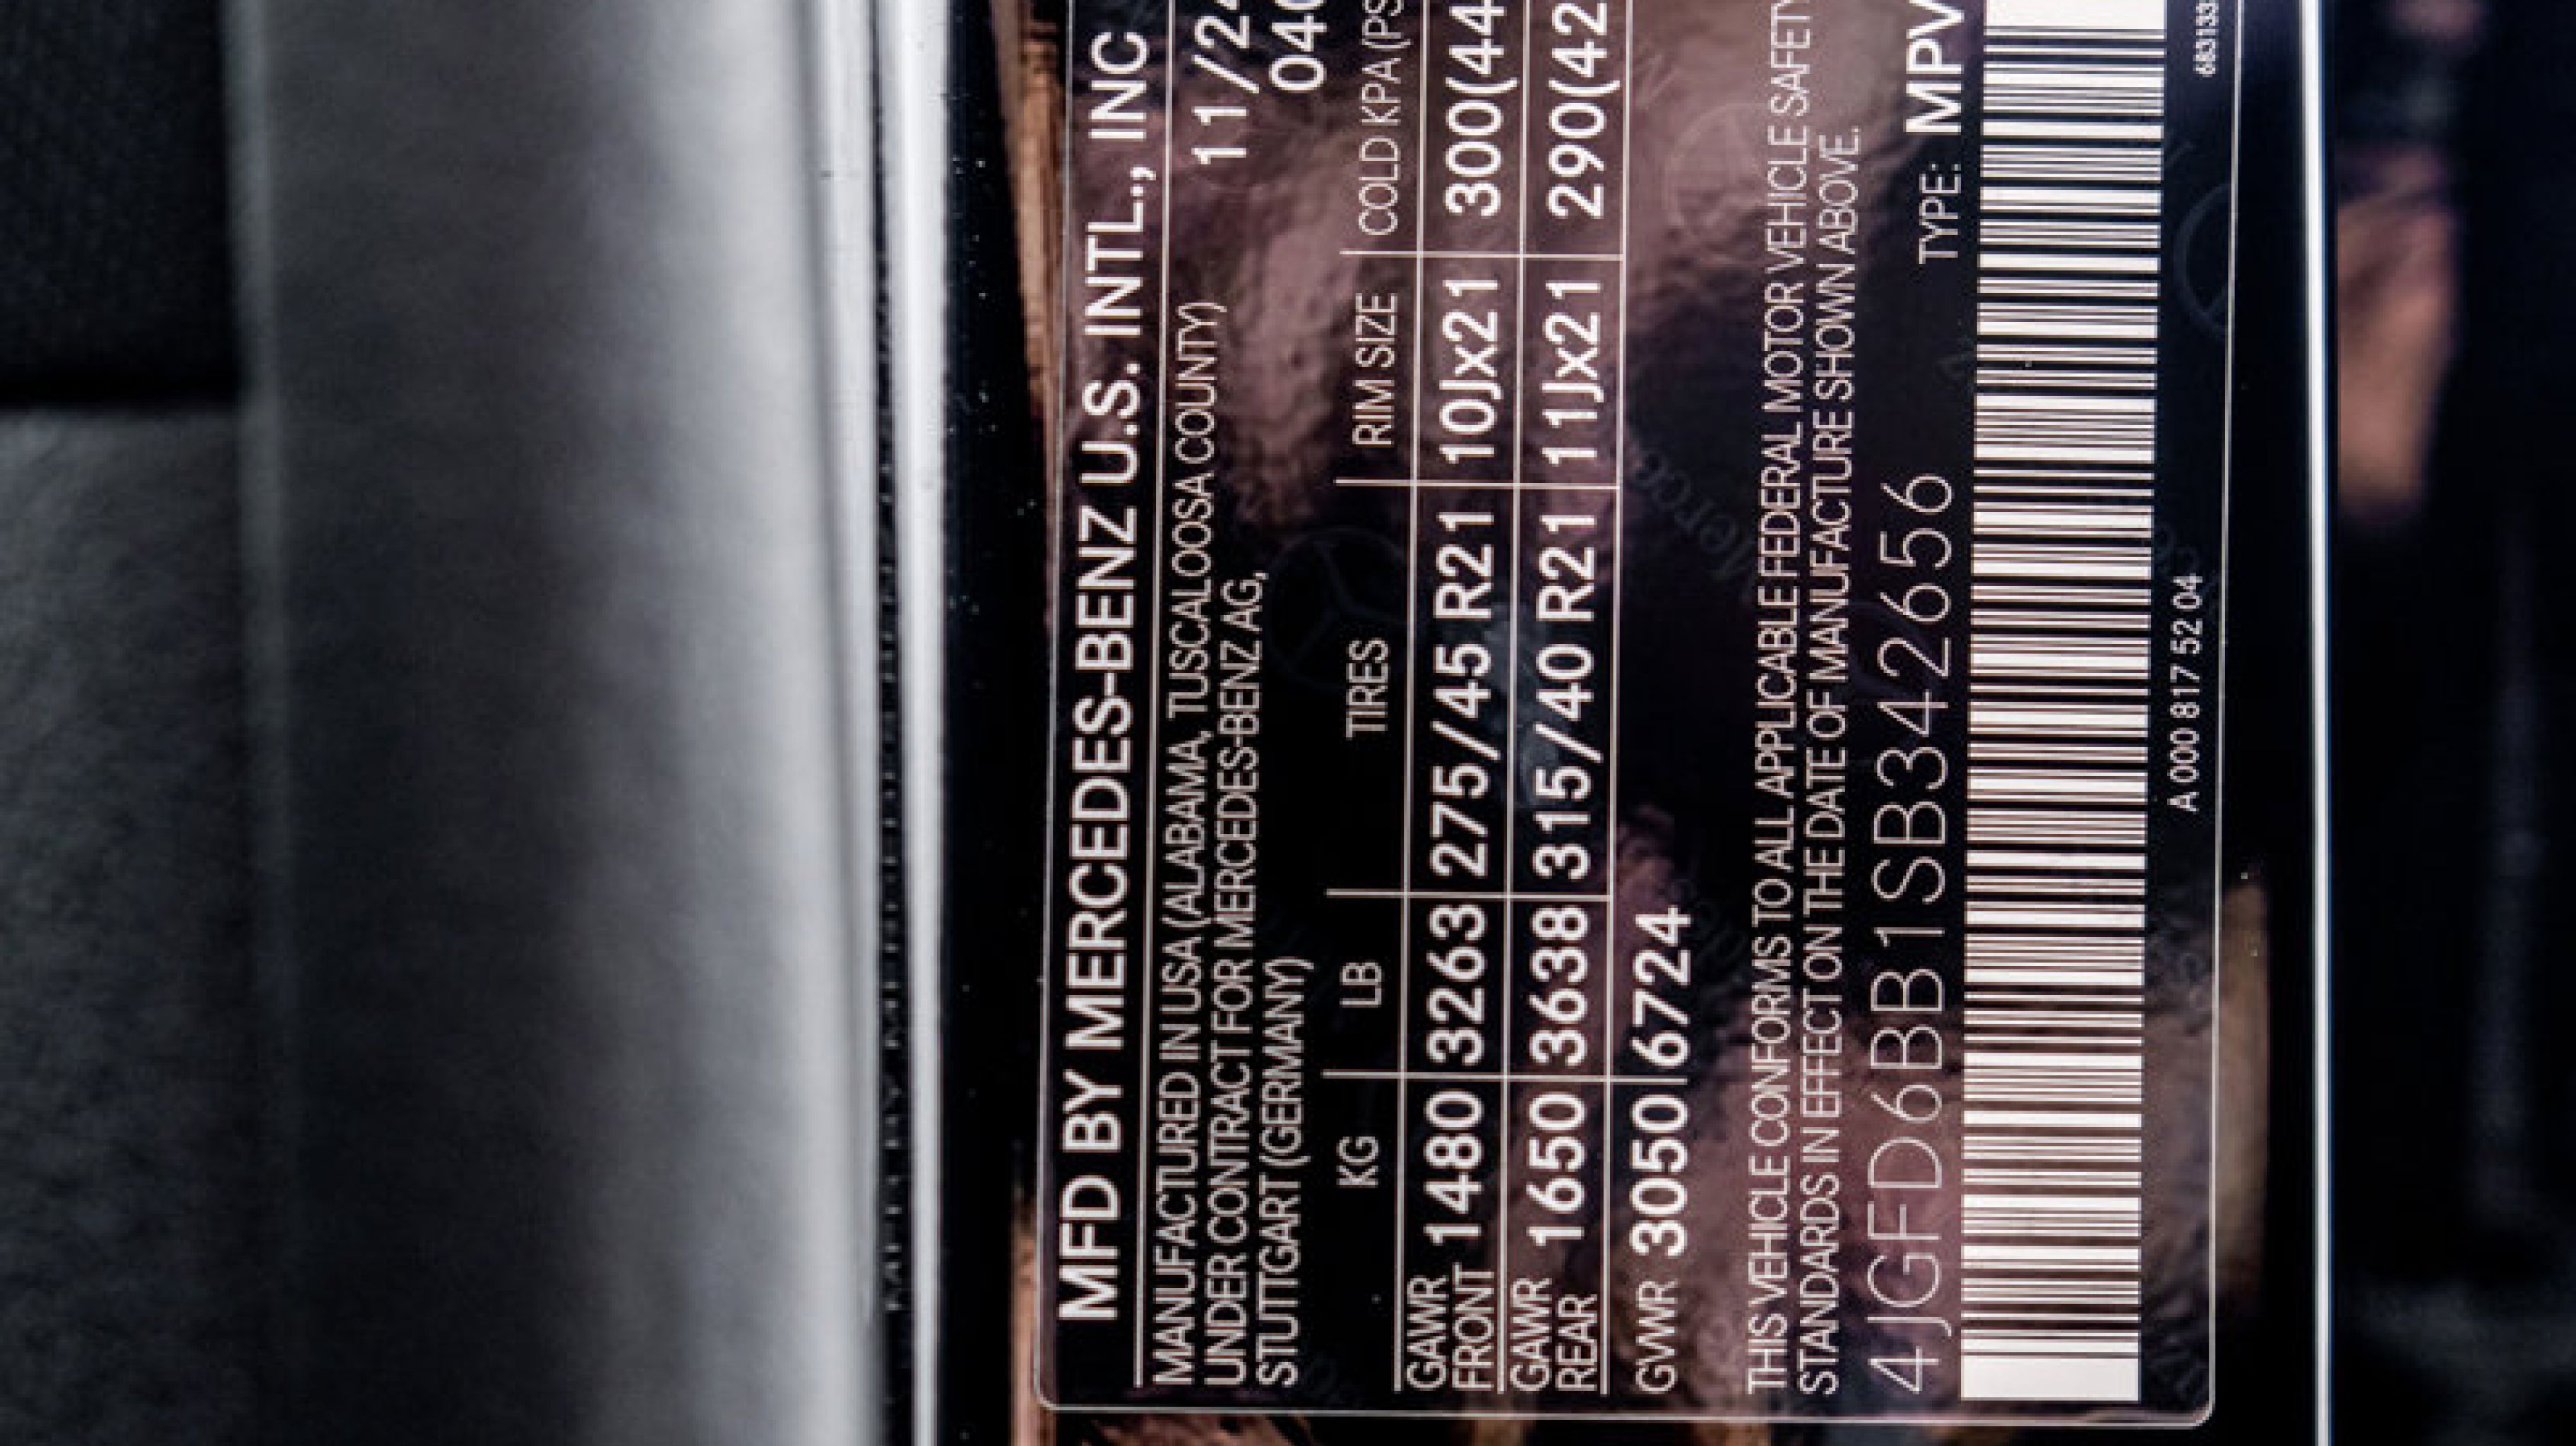 MFD BY MERCEDES-BENZ U.S. INTL., INC
MANUFACTURED IN USA (ALABAMA, TUSCALOOSA COUNTY) 11/24
UNDER CONTRACT FOR MERCEDES-BENZ AG, 040
STUTTGART (GERMANY)
KG LB TIRES RIM SIZE COLD KPA (PS
GAWR FRONT 1480 3263 275/45 R21 10Jx21 300(44
GAWR REAR 1650 3638 315/40 R21 11Jx21 290(42
GVWR 3050 6724
THIS VEHICLE CONFORMS TO ALL APPLICABLE FEDERAL MOTOR VEHICLE SAFETY
STANDARDS IN EFFECT ON THE DATE OF MANUFACTURE SHOWN ABOVE.
4JGFD6BB1SB342656 TYPE: MPV
A 000 817 52 04 683133